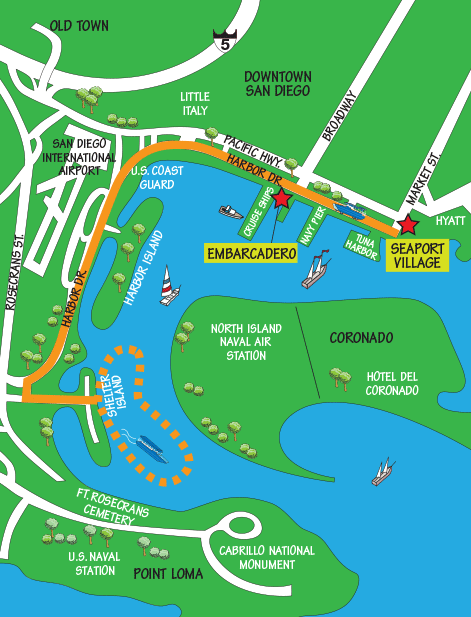 OLD TOWN
5
DOWNTOWN
SAN DIEGO
LITTLE
ITALY
BROADWAY
SAN DIEGO
INTERNATIONAL
AIRPORT
PACIFIC HWY.
HARBOR DR.
MARKET ST.
U.S. COAST
GUARD
CRUISE SHIPS
NAVY PIER
TUNA
HARBOR
HYATT
EMBARCADERO
SEAPORT
VILLAGE
ROSECRANS ST.
HARBOR DR.
HARBOR ISLAND
NORTH ISLAND
NAVAL AIR
STATION
CORONADO
HOTEL DEL
CORONADO
SHELTER
ISLAND
FT. ROSECRANS
CEMETERY
U.S. NAVAL
STATION
POINT LOMA
CABRILLO NATIONAL
MONUMENT